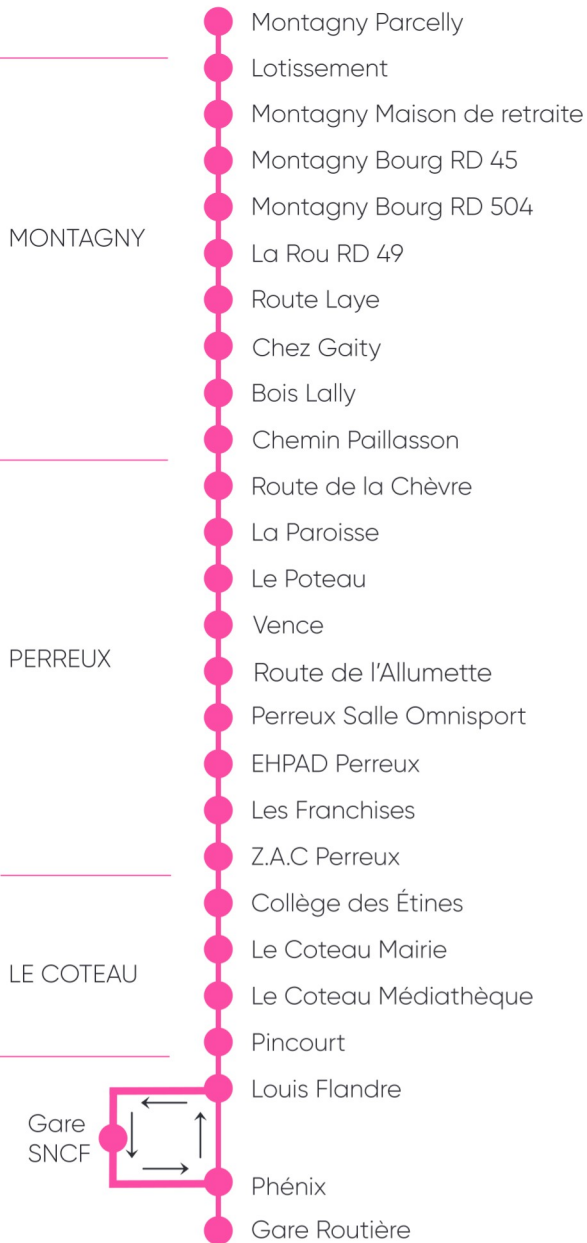 Montagny Parcelly
Lotissement
Montagny Maison de retraite
Montagny Bourg RD 45
Montagny Bourg RD 504
MONTAGNY
La Rou RD 49
Route Laye
Chez Gaity
Bois Lally
Chemin Paillasson
Route de la Chèvre
La Paroisse
Le Poteau
Vence
PERREUX
Route de l'Allumette
Perreux Salle Omnisport
EHPAD Perreux
Les Franchises
Z.A.C Perreux
Collège des Étines
Le Coteau Mairie
LE COTEAU
Le Coteau Médiathèque
Pincourt
Louis Flandre
Gare
SNCF
Phénix
Gare Routière